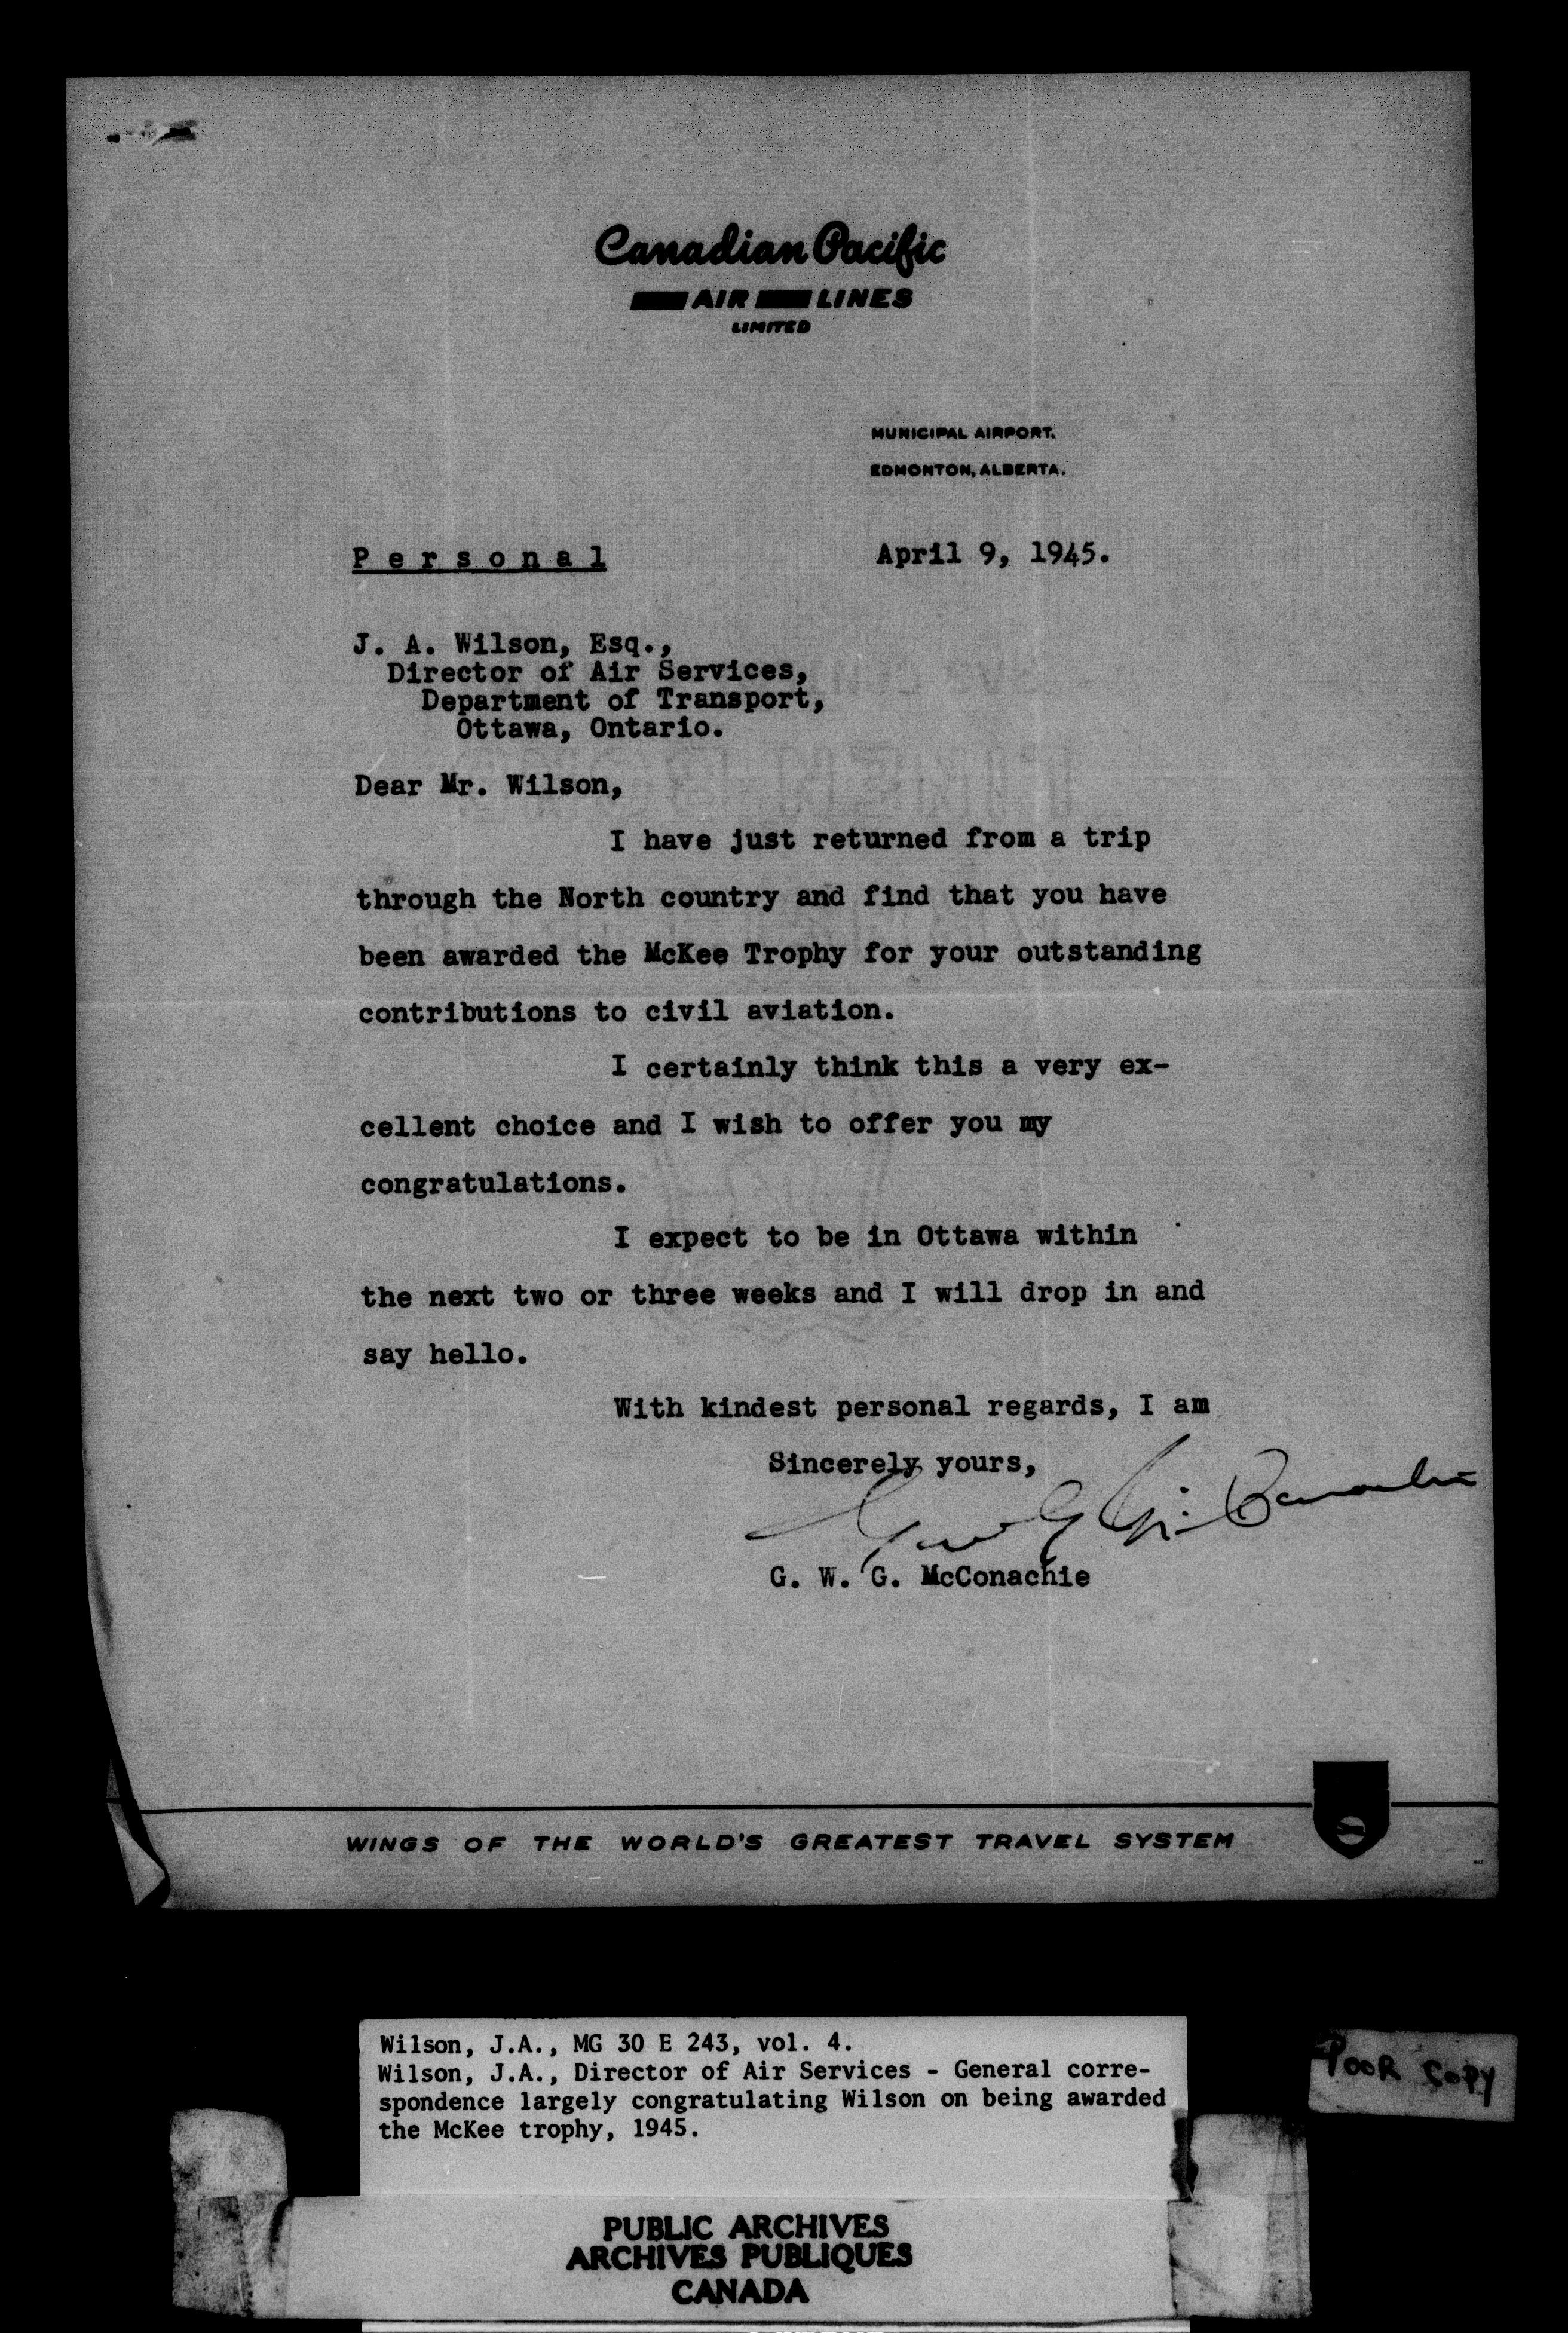 Canadian Pacific
AIR LINES
LIMITED
MUNICIPAL AIRPORT.
EDMONTON, ALBERTA.
Personal
April 9, 1945.
J. A. Wilson, Esq.,
Director of Air Services,
Department of Transport,
Ottawa, Ontario.
Dear Mr. Wilson,
I have just returned from a trip
through the North country and find that you have
been awarded the McKee Trophy for your outstanding
contributions to civil aviation.
I certainly think this a very ex-
cellent choice and I wish to offer you my
congratulations.
I expect to be in Ottawa within
the next two or three weeks and I will drop in and
say hello.
With kindest personal regards, I am
Sincerely yours,
G. W. G. McConachie
WINGS OF THE WORLD'S GREATEST TRAVEL SYSTEM
Wilson, J.A., MG 30 E 243, vol. 4.
Wilson, J.A., Director of Air Services - General corre-
spondence largely congratulating Wilson on being awarded
the McKee trophy, 1945.
POOR COPY
PUBLIC ARCHIVES
ARCHIVES PUBLIQUES
CANADA